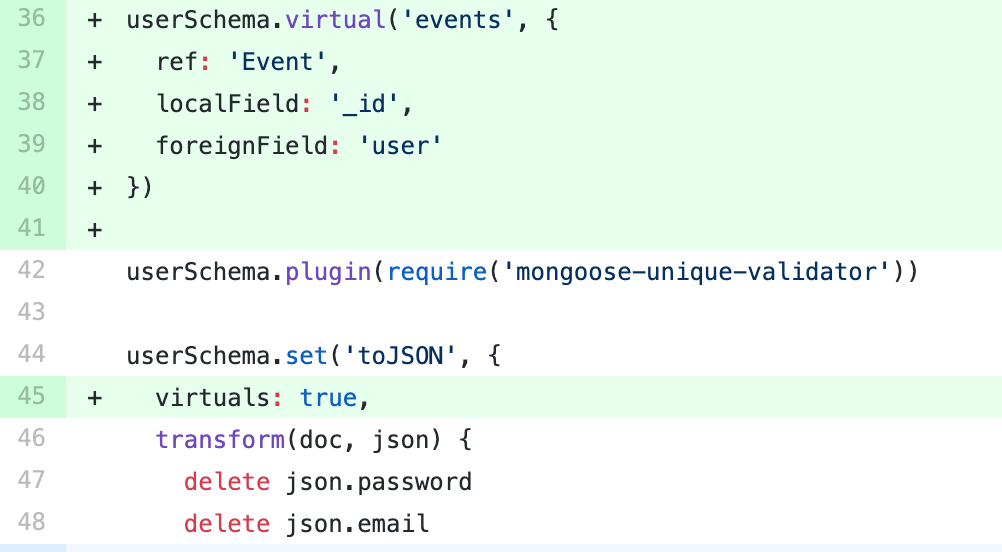 36 + userSchema.virtual('events', {
37 +   ref: 'Event',
38 +   localField: '_id',
39 +   foreignField: 'user'
40 + })
41 +
42   userSchema.plugin(require('mongoose-unique-validator'))
43
44   userSchema.set('toJSON', {
45 +   virtuals: true,
46     transform(doc, json) {
47       delete json.password
48       delete json.email